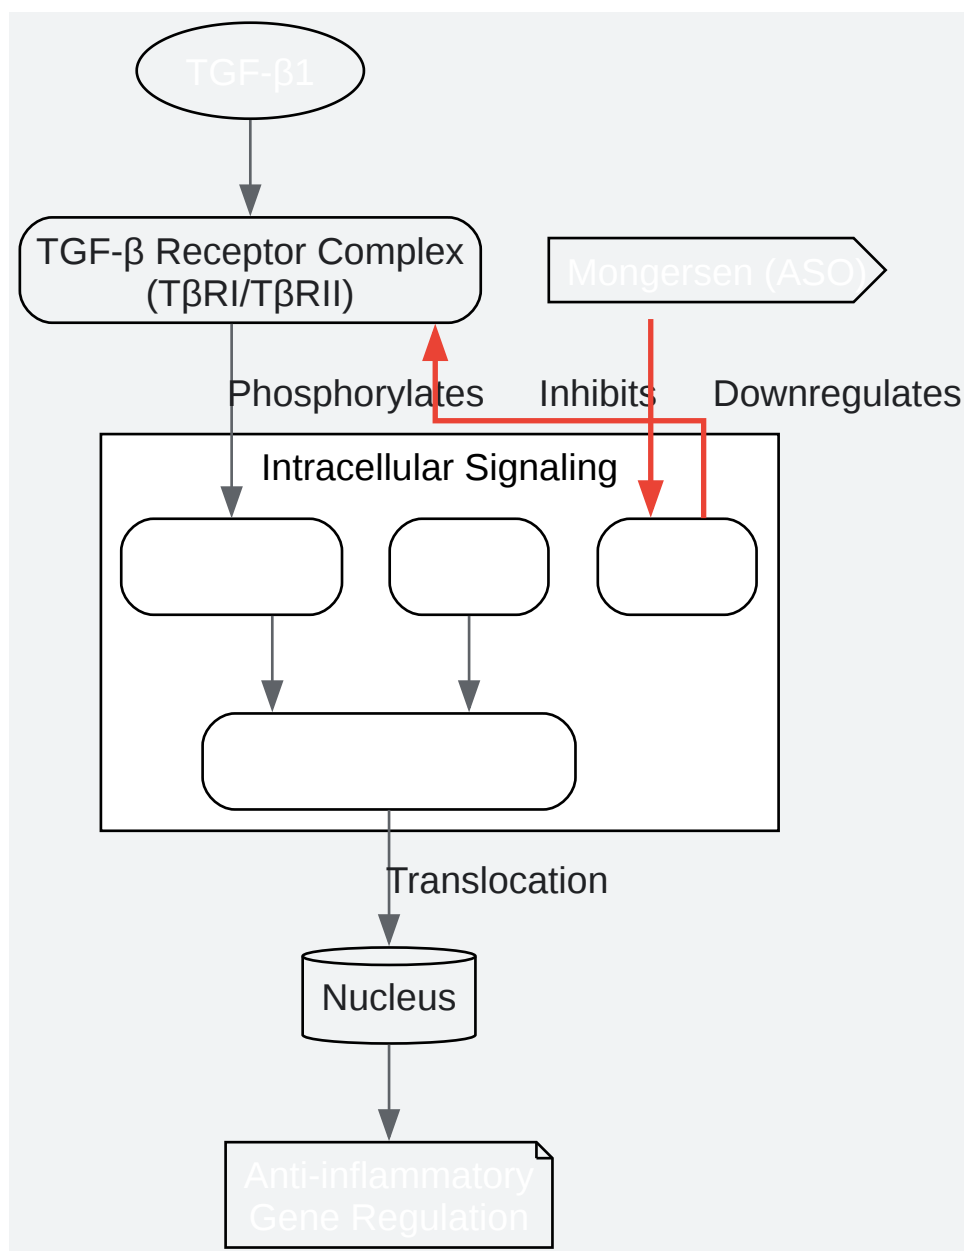 TGF-β1
TGF-β Receptor Complex
(TβRI/TβRII)
Mongersen (ASO)
Phosphorylates
Inhibits
Downregulates
Intracellular Signaling
Translocation
Nucleus
Anti-inflammatory
Gene Regulation